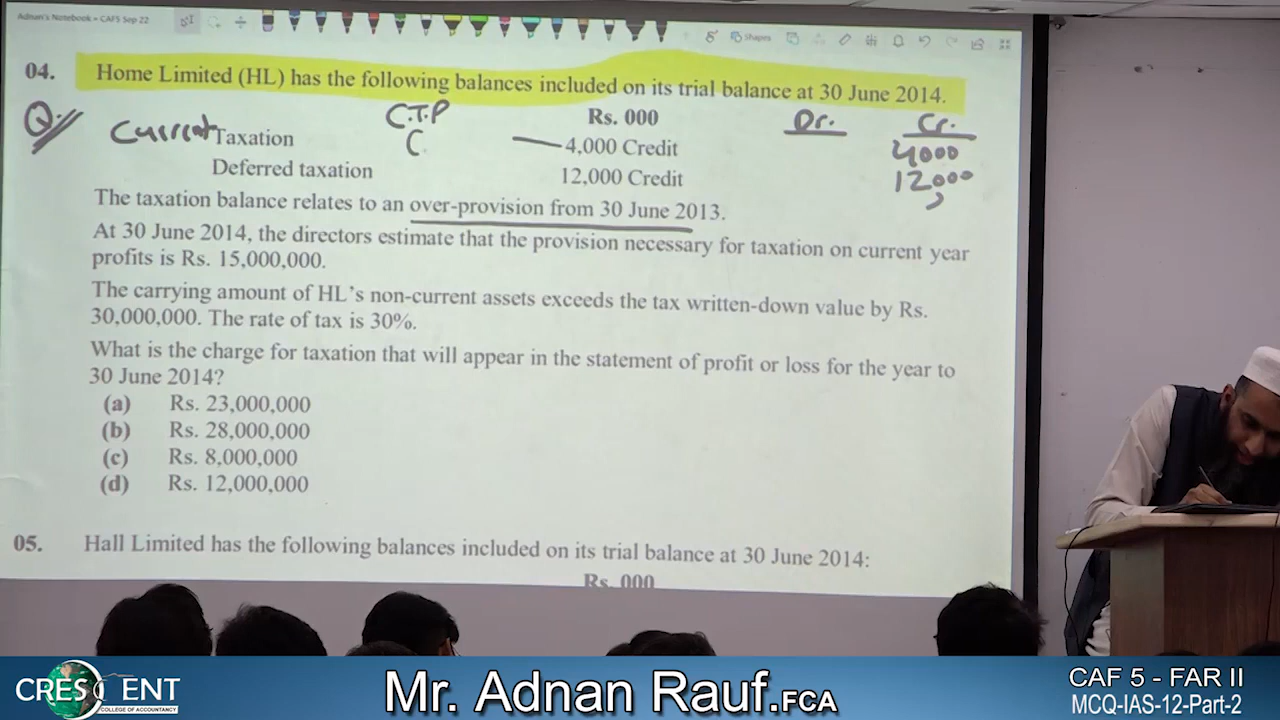 Adnan's Notebook » CAF5 Sep 22
Shapes
04. Home Limited (HL) has the following balances included on its trial balance at 30 June 2014.
Q. C.T.P Rs. 000 Dr. Cr.
Current Taxation C 4,000 Credit 4000
Deferred taxation 12,000 Credit 12,000
The taxation balance relates to an over-provision from 30 June 2013.
At 30 June 2014, the directors estimate that the provision necessary for taxation on current year
profits is Rs. 15,000,000.
The carrying amount of HL's non-current assets exceeds the tax written-down value by Rs.
30,000,000. The rate of tax is 30%.
What is the charge for taxation that will appear in the statement of profit or loss for the year to
30 June 2014?
(a) Rs. 23,000,000
(b) Rs. 28,000,000
(c) Rs. 8,000,000
(d) Rs. 12,000,000
05. Hall Limited has the following balances included on its trial balance at 30 June 2014:
Rs. 000
CRESCENT
COLLEGE OF ACCOUNTANCY
Mr. Adnan Rauf.FCA
CAF 5 - FAR II
MCQ-IAS-12-Part-2